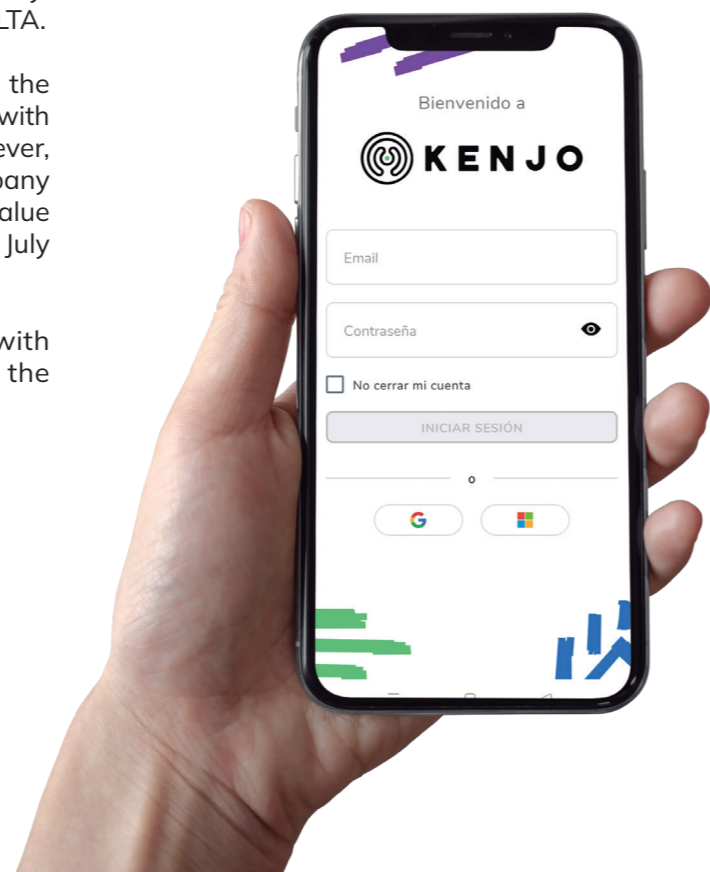 LTA.
the
with
ever,
pany
alue
July
with
the
Bienvenido a
KENJO
Email
Contraseña
No cerrar mi cuenta
INICIAR SESIÓN
o